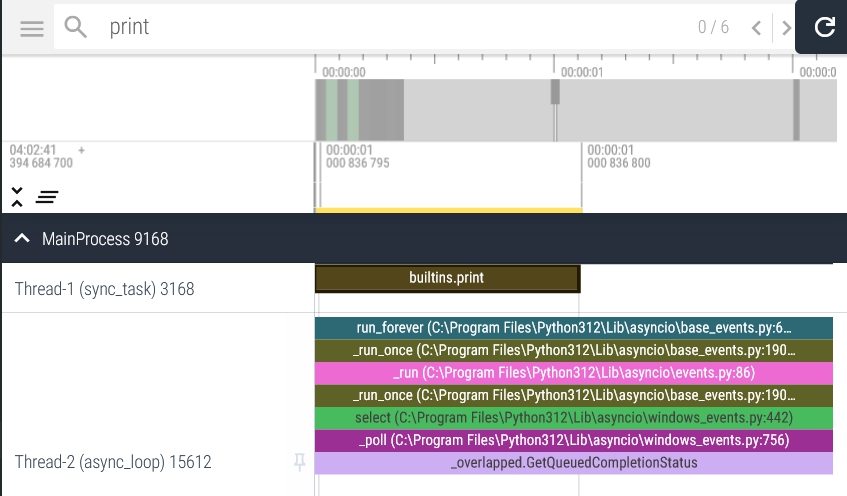 print
0 / 6
00:00:00
00:00:01
00:00:0
04:02:41 +
394 684 700
00:00:01
000 836 795
00:00:01
000 836 800
MainProcess 9168
Thread-1 (sync_task) 3168
builtins.print
run_forever (C:\Program Files\Python312\Lib\asyncio\base_events.py:6...
_run_once (C:\Program Files\Python312\Lib\asyncio\base_events.py:190...
_run (C:\Program Files\Python312\Lib\asyncio\events.py:86)
_run_once (C:\Program Files\Python312\Lib\asyncio\base_events.py:190...
select (C:\Program Files\Python312\Lib\asyncio\windows_events.py:442)
_poll (C:\Program Files\Python312\Lib\asyncio\windows_events.py:756)
Thread-2 (async_loop) 15612
_overlapped.GetQueuedCompletionStatus